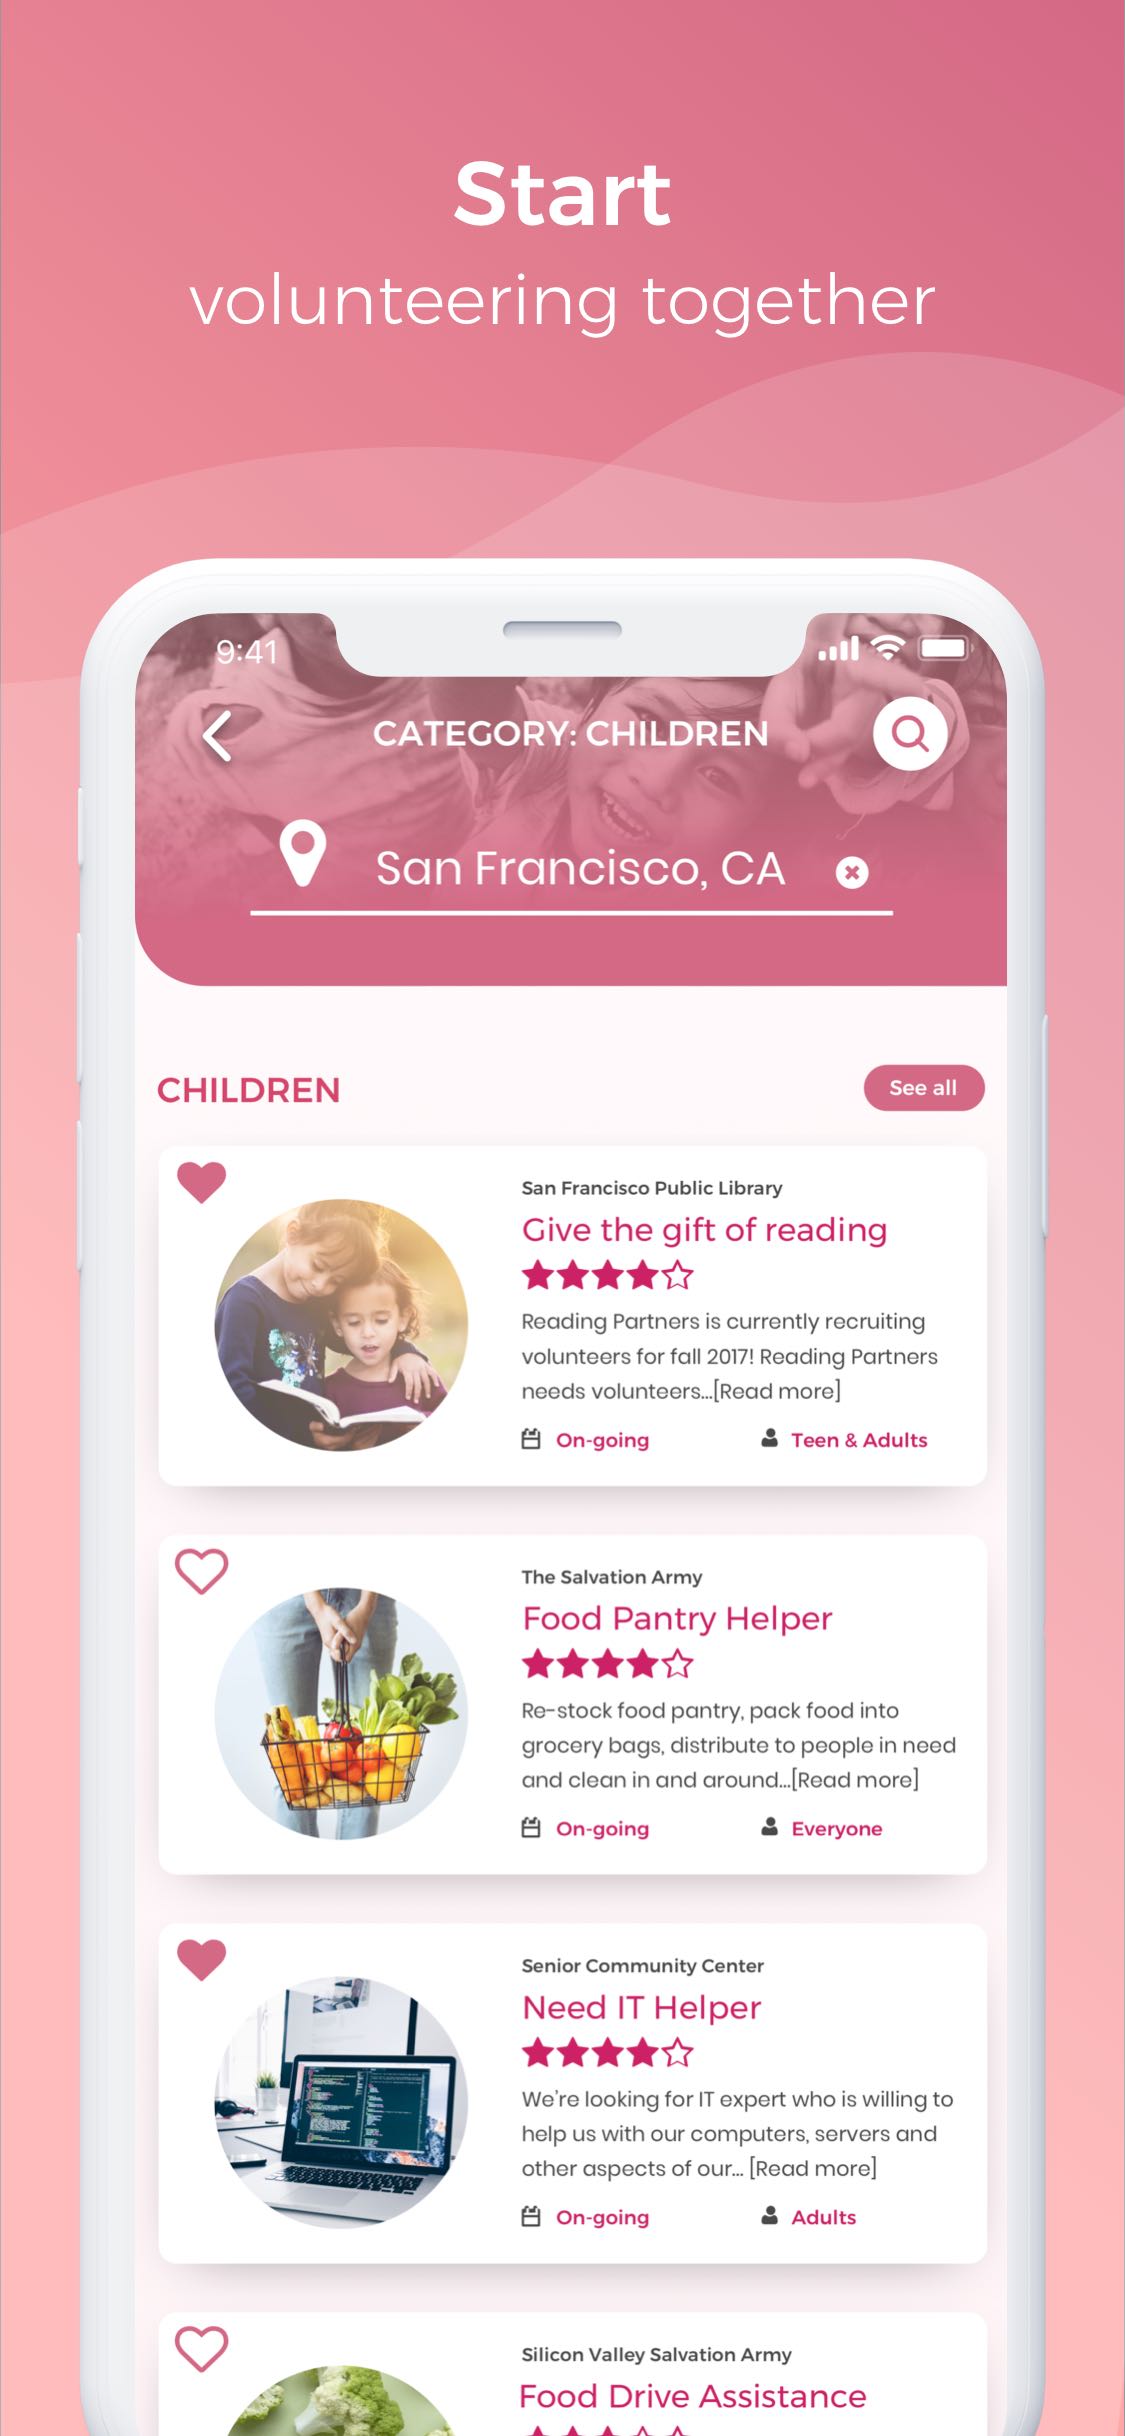 Start
volunteering together
9:41
CATEGORY: CHILDREN
San Francisco, CA
CHILDREN
See all
San Francisco Public Library
Give the gift of reading
Reading Partners is currently recruiting
volunteers for fall 2017! Reading Partners
needs volunteers...[Read more]
On-going
Teen & Adults
The Salvation Army
Food Pantry Helper
Re-stock food pantry, pack food into
grocery bags, distribute to people in need
and clean in and around...[Read more]
On-going
Everyone
Senior Community Center
Need IT Helper
We're looking for IT expert who is willing to
help us with our computers, servers and
other aspects of our... [Read more]
On-going
Adults
Silicon Valley Salvation Army
Food Drive Assistance